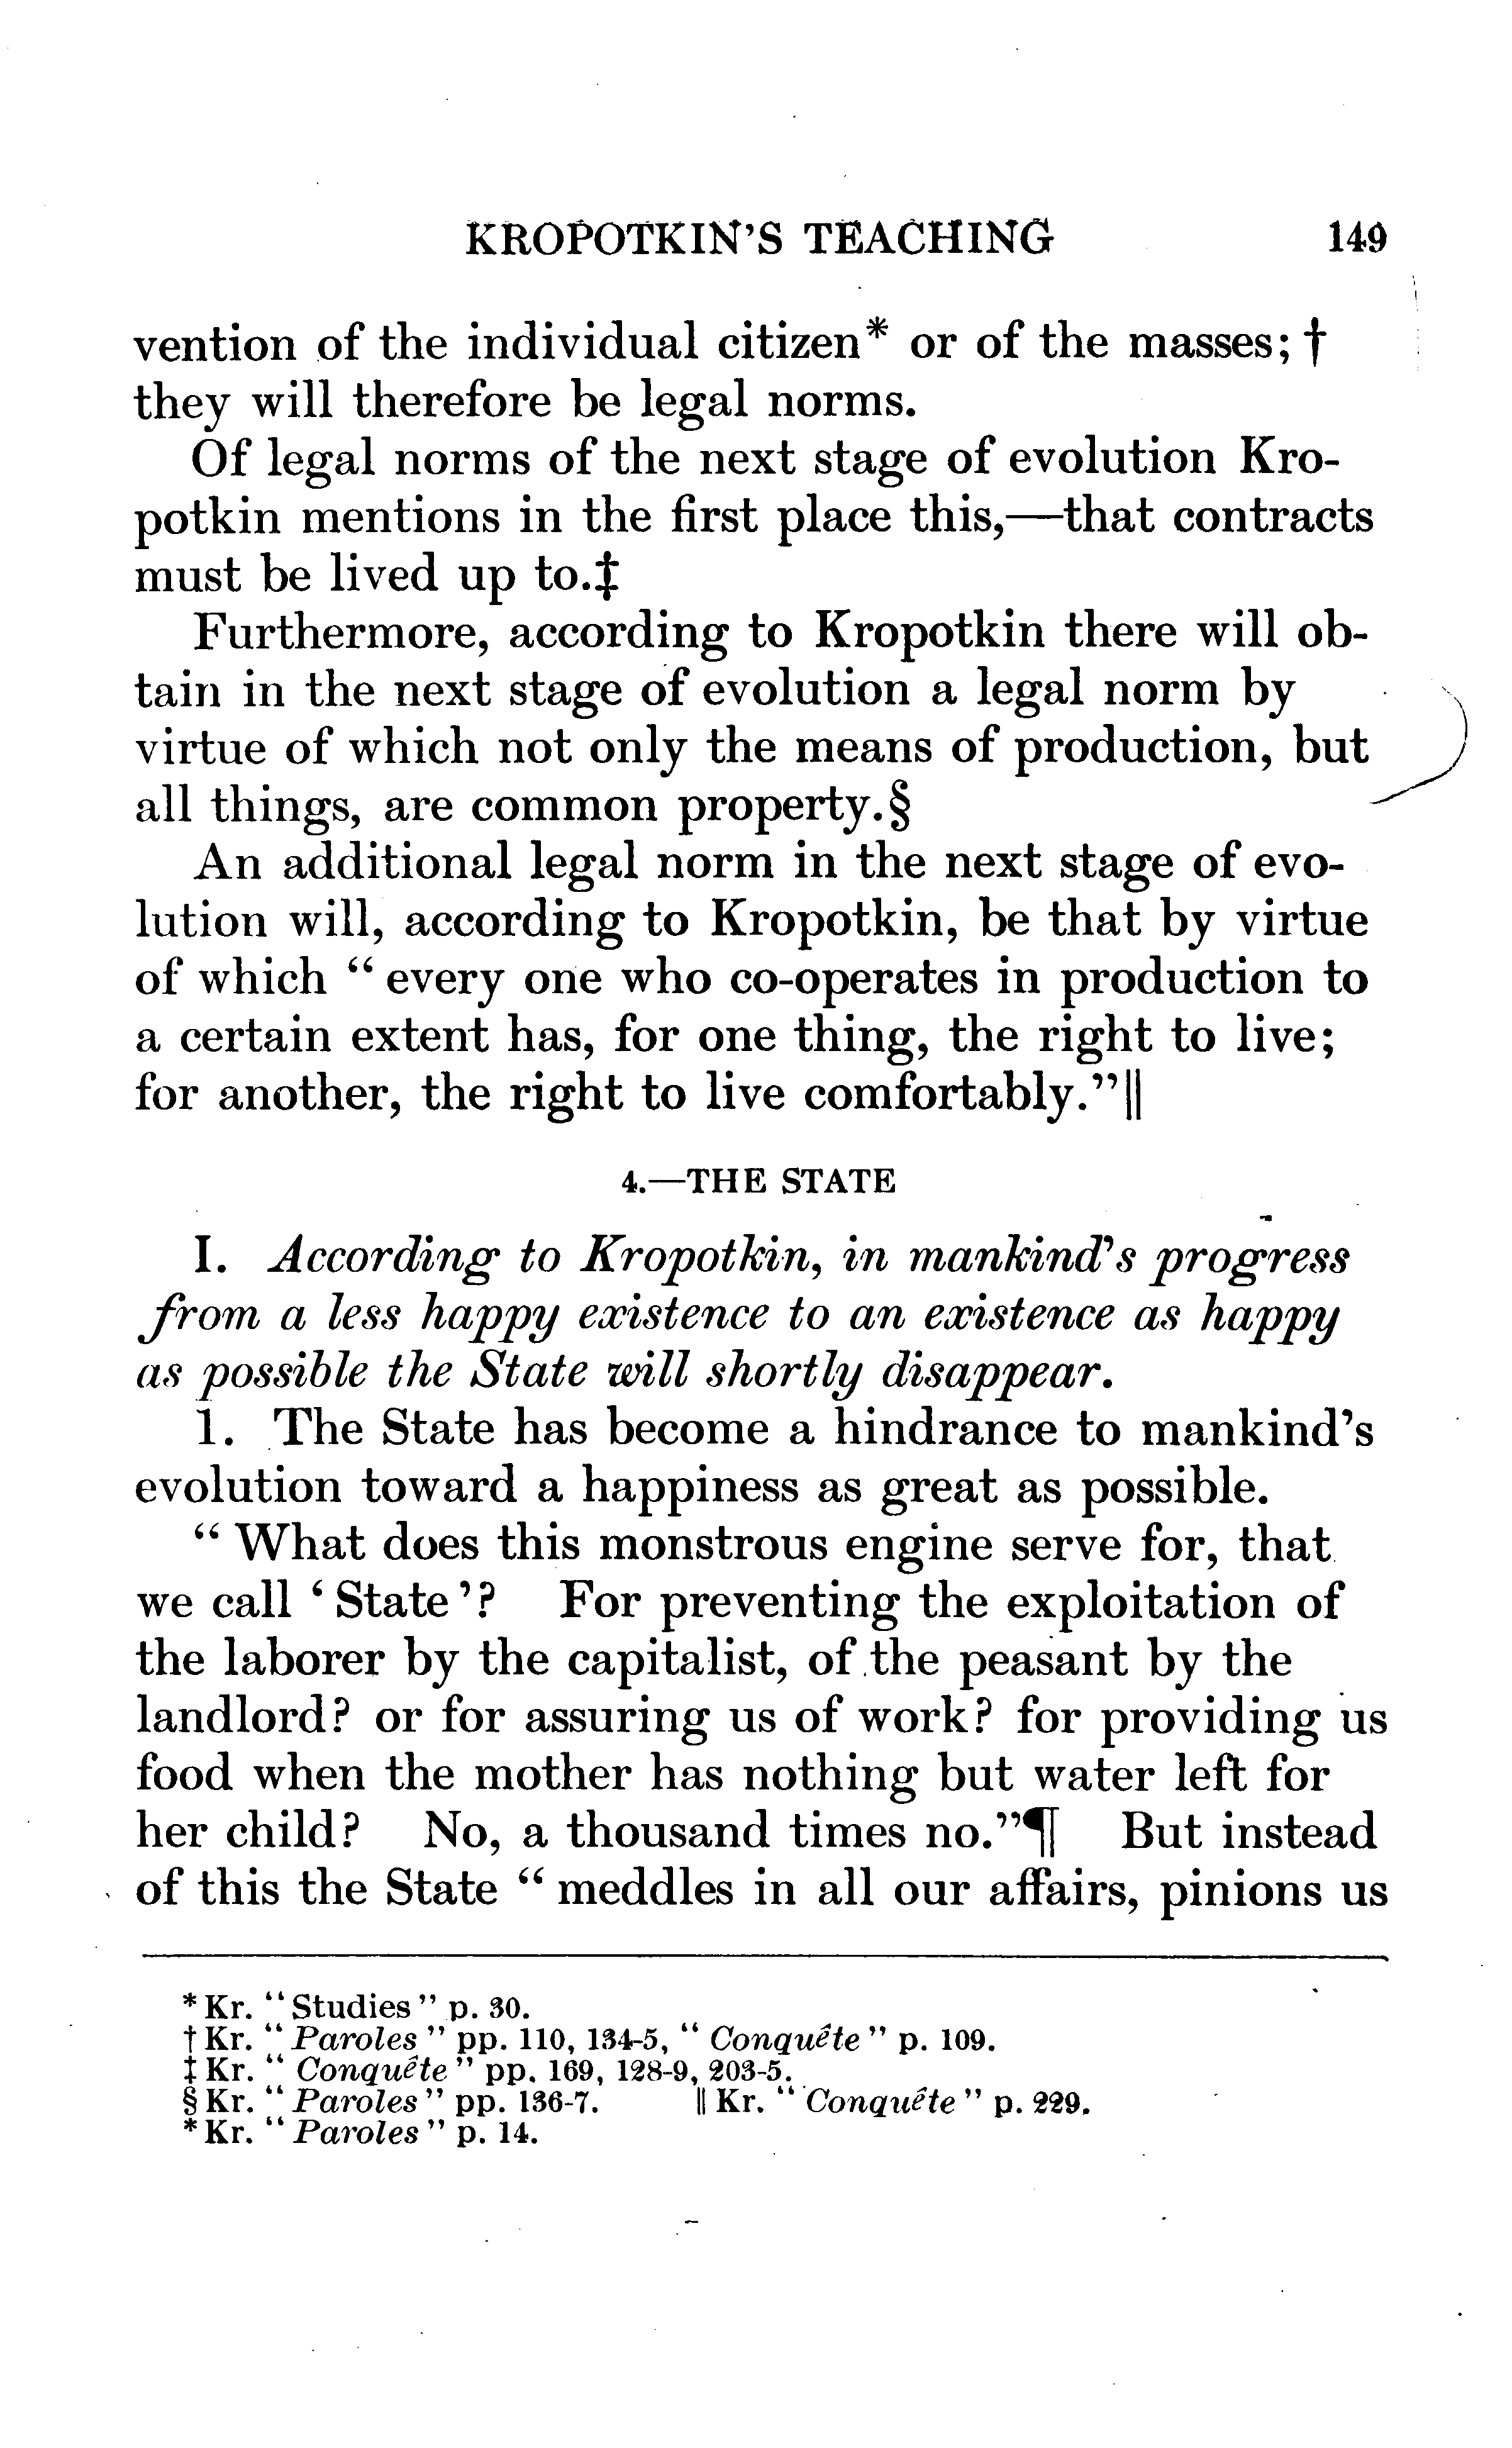 KROPOTKIN'S TEACHING 149
vention of the individual citizen* or of the masses; †
they will therefore be legal norms.
Of legal norms of the next stage of evolution Kro-
potkin mentions in the first place this,—that contracts
must be lived up to.‡
Furthermore, according to Kropotkin there will ob-
tain in the next stage of evolution a legal norm by
virtue of which not only the means of production, but
all things, are common property.§
An additional legal norm in the next stage of evo-
lution will, according to Kropotkin, be that by virtue
of which " every one who co-operates in production to
a certain extent has, for one thing, the right to live;
for another, the right to live comfortably."‖
4.—THE STATE
I. According to Kropotkin, in mankind's progress
from a less happy existence to an existence as happy
as possible the State will shortly disappear.
1. The State has become a hindrance to mankind's
evolution toward a happiness as great as possible.
" What does this monstrous engine serve for, that
we call ' State '? For preventing the exploitation of
the laborer by the capitalist, of the peasant by the
landlord? or for assuring us of work? for providing us
food when the mother has nothing but water left for
her child? No, a thousand times no."¶ But instead
of this the State " meddles in all our affairs, pinions us
* Kr. " Studies " p. 30.
† Kr. " Paroles " pp. 110, 134-5, " Conquête " p. 109.
‡ Kr. " Conquête " pp. 169, 128-9, 203-5.
§ Kr. " Paroles " pp. 136-7. ‖ Kr. " Conquête " p. 229.
* Kr. " Paroles " p. 14.